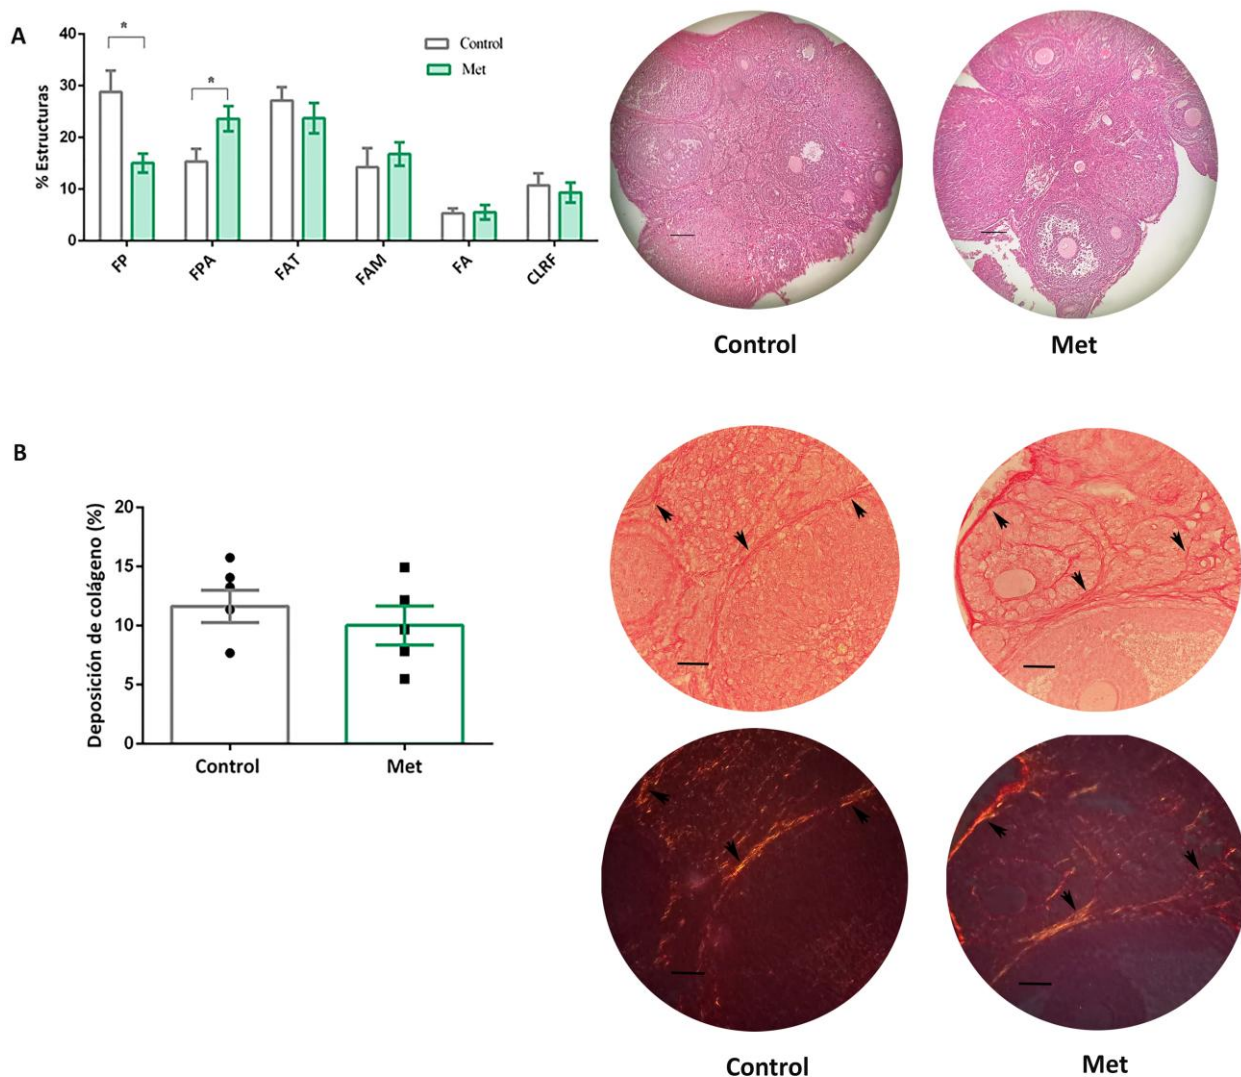 A
% Estructuras
40
30
20
10
0
*
*
Control
Met
FP
FPA
FAT
FAM
FA
CLRF
Control
Met
B
Deposición de colágeno (%)
20
15
10
5
0
Control
Met
Control
Met